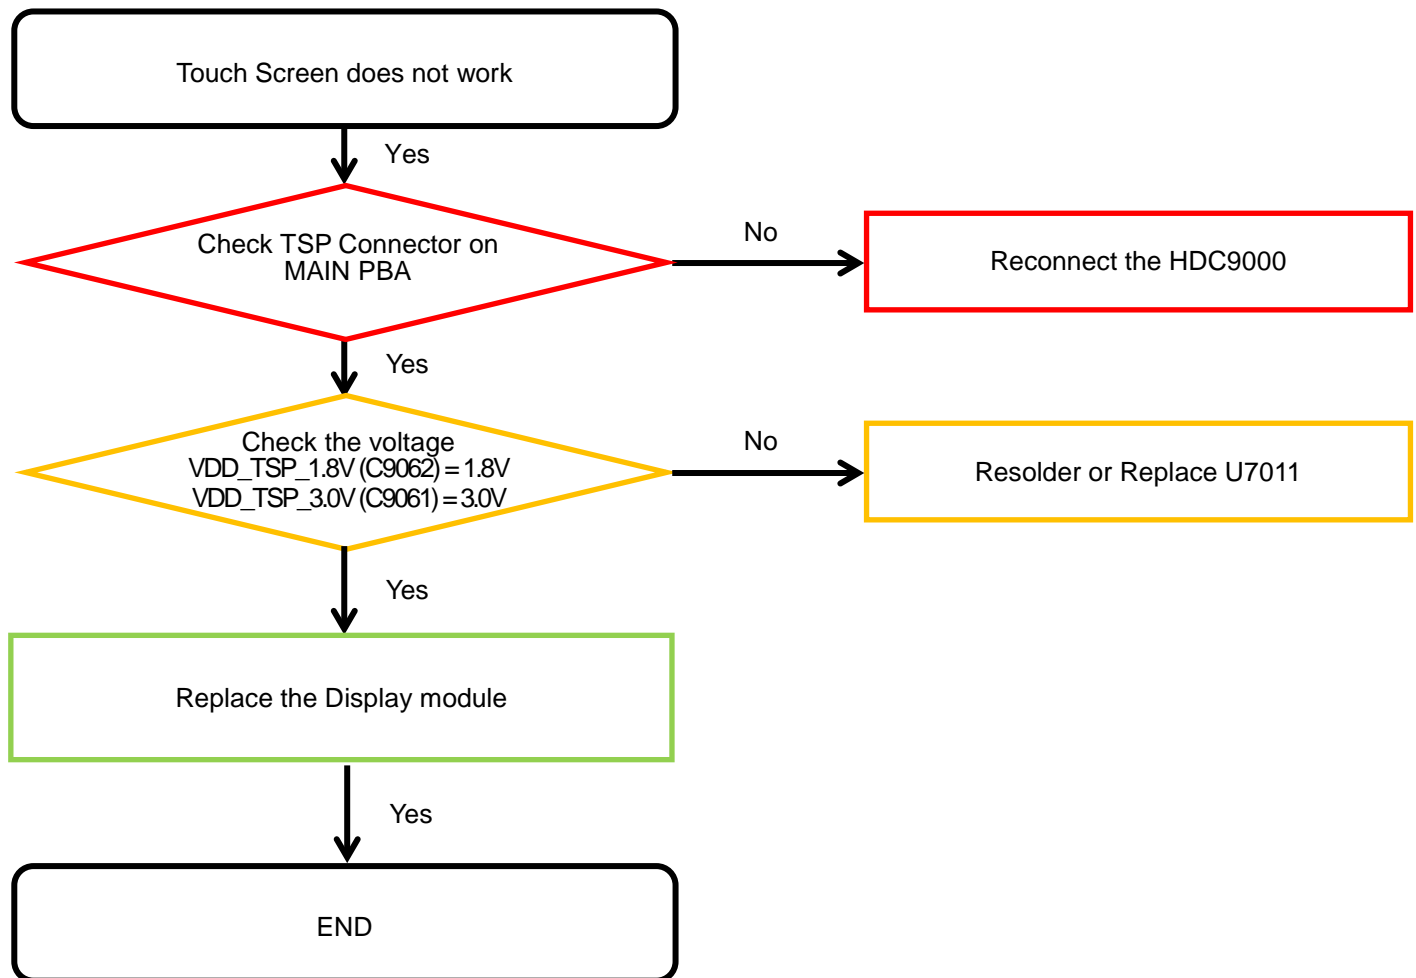 Touch Screen does not work
Yes
Check TSP Connector on
MAIN PBA
No
Reconnect the HDC9000
Yes
Check the voltage
VDD_TSP_1.8V (C9062) = 1.8V
VDD_TSP_3.0V (C9061) = 3.0V
No
Resolder or Replace U7011
Yes
Replace the Display module
Yes
END